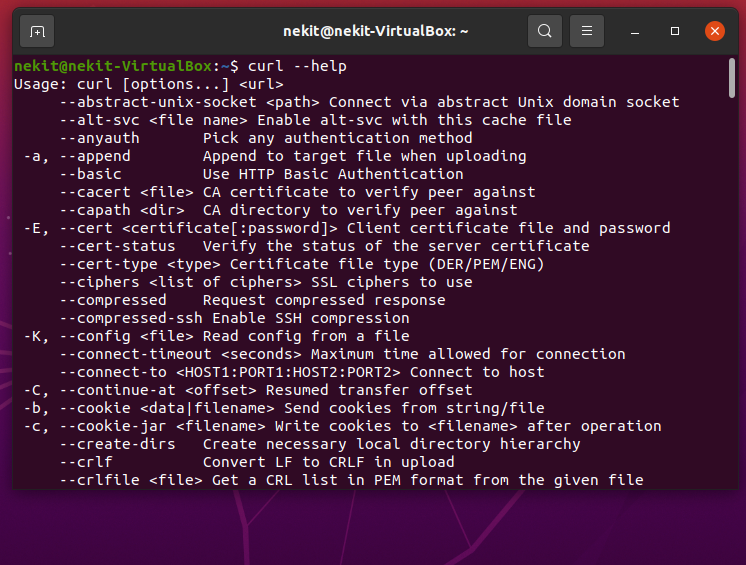 nekit@nekit-VirtualBox: ~
nekit@nekit-VirtualBox:~$ curl --help
Usage: curl [options...] <url>
     --abstract-unix-socket <path> Connect via abstract Unix domain socket
     --alt-svc <file name> Enable alt-svc with this cache file
     --anyauth       Pick any authentication method
 -a, --append        Append to target file when uploading
     --basic         Use HTTP Basic Authentication
     --cacert <file> CA certificate to verify peer against
     --capath <dir>  CA directory to verify peer against
 -E, --cert <certificate[:password]> Client certificate file and password
     --cert-status   Verify the status of the server certificate
     --cert-type <type> Certificate file type (DER/PEM/ENG)
     --ciphers <list of ciphers> SSL ciphers to use
     --compressed    Request compressed response
     --compressed-ssh Enable SSH compression
 -K, --config <file> Read config from a file
     --connect-timeout <seconds> Maximum time allowed for connection
     --connect-to <HOST1:PORT1:HOST2:PORT2> Connect to host
 -C, --continue-at <offset> Resumed transfer offset
 -b, --cookie <data|filename> Send cookies from string/file
 -c, --cookie-jar <filename> Write cookies to <filename> after operation
     --create-dirs   Create necessary local directory hierarchy
     --crlf          Convert LF to CRLF in upload
     --crlfile <file> Get a CRL list in PEM format from the given file